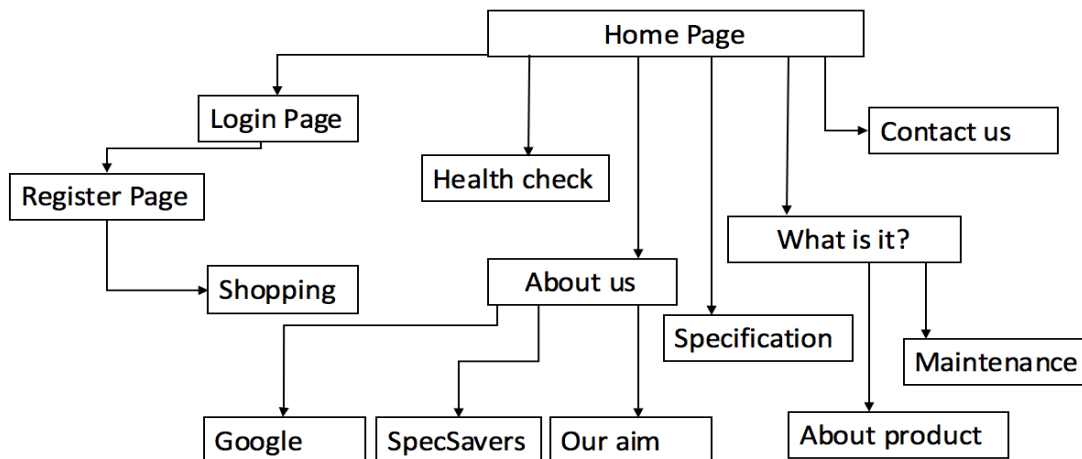 Home Page
Login Page
Contact us
Health check
Register Page
What is it?
Shopping
About us
Specification
Maintenance
Google
SpecSavers
Our aim
About product